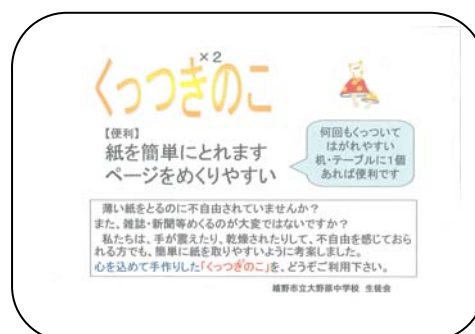 ×2
くっつきのこ
【便利】
紙を簡単にとれます
ページをめくりやすい
何回もくっついて
はがれやすい
机・テーブルに1個
あれば便利です
薄い紙をとるのに不自由されていませんか？
また、雑誌・新聞等めくるのが大変ではないですか？
私たちは、手が震えたり、乾燥されたりして、不自由を感じておら
れる方でも、簡単に紙を取りやすいように考案しました。
心を込めて手作りした「くっつきのこ」を、どうぞご利用下さい。
嬉野市立大野原中学校 生徒会